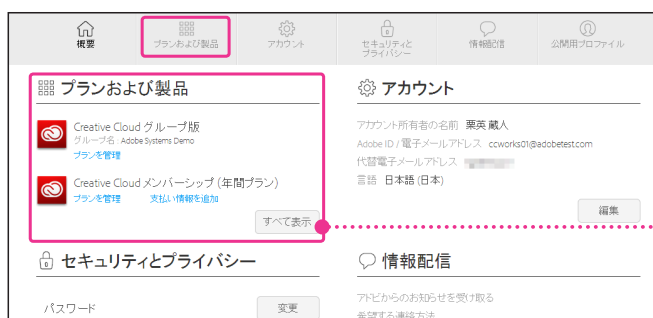 概要
プランおよび製品
アカウント
セキュリティと
プライバシー
情報配信
公開用プロファイル
プランおよび製品
Creative Cloud グループ版
グループ名 : Adobe Systems Demo
プランを管理
Creative Cloud メンバーシップ (年間プラン)
プランを管理 支払い情報を追加
すべて表示
アカウント
アカウント所有者の名前 栗英 蔵人
Adobe ID / 電子メールアドレス ccworks01@adobetest.com
代替電子メールアドレス
言語 日本語 (日本)
編集
セキュリティとプライバシー
パスワード 変更
情報配信
アドビからのお知らせを受け取る
希望する連絡方法